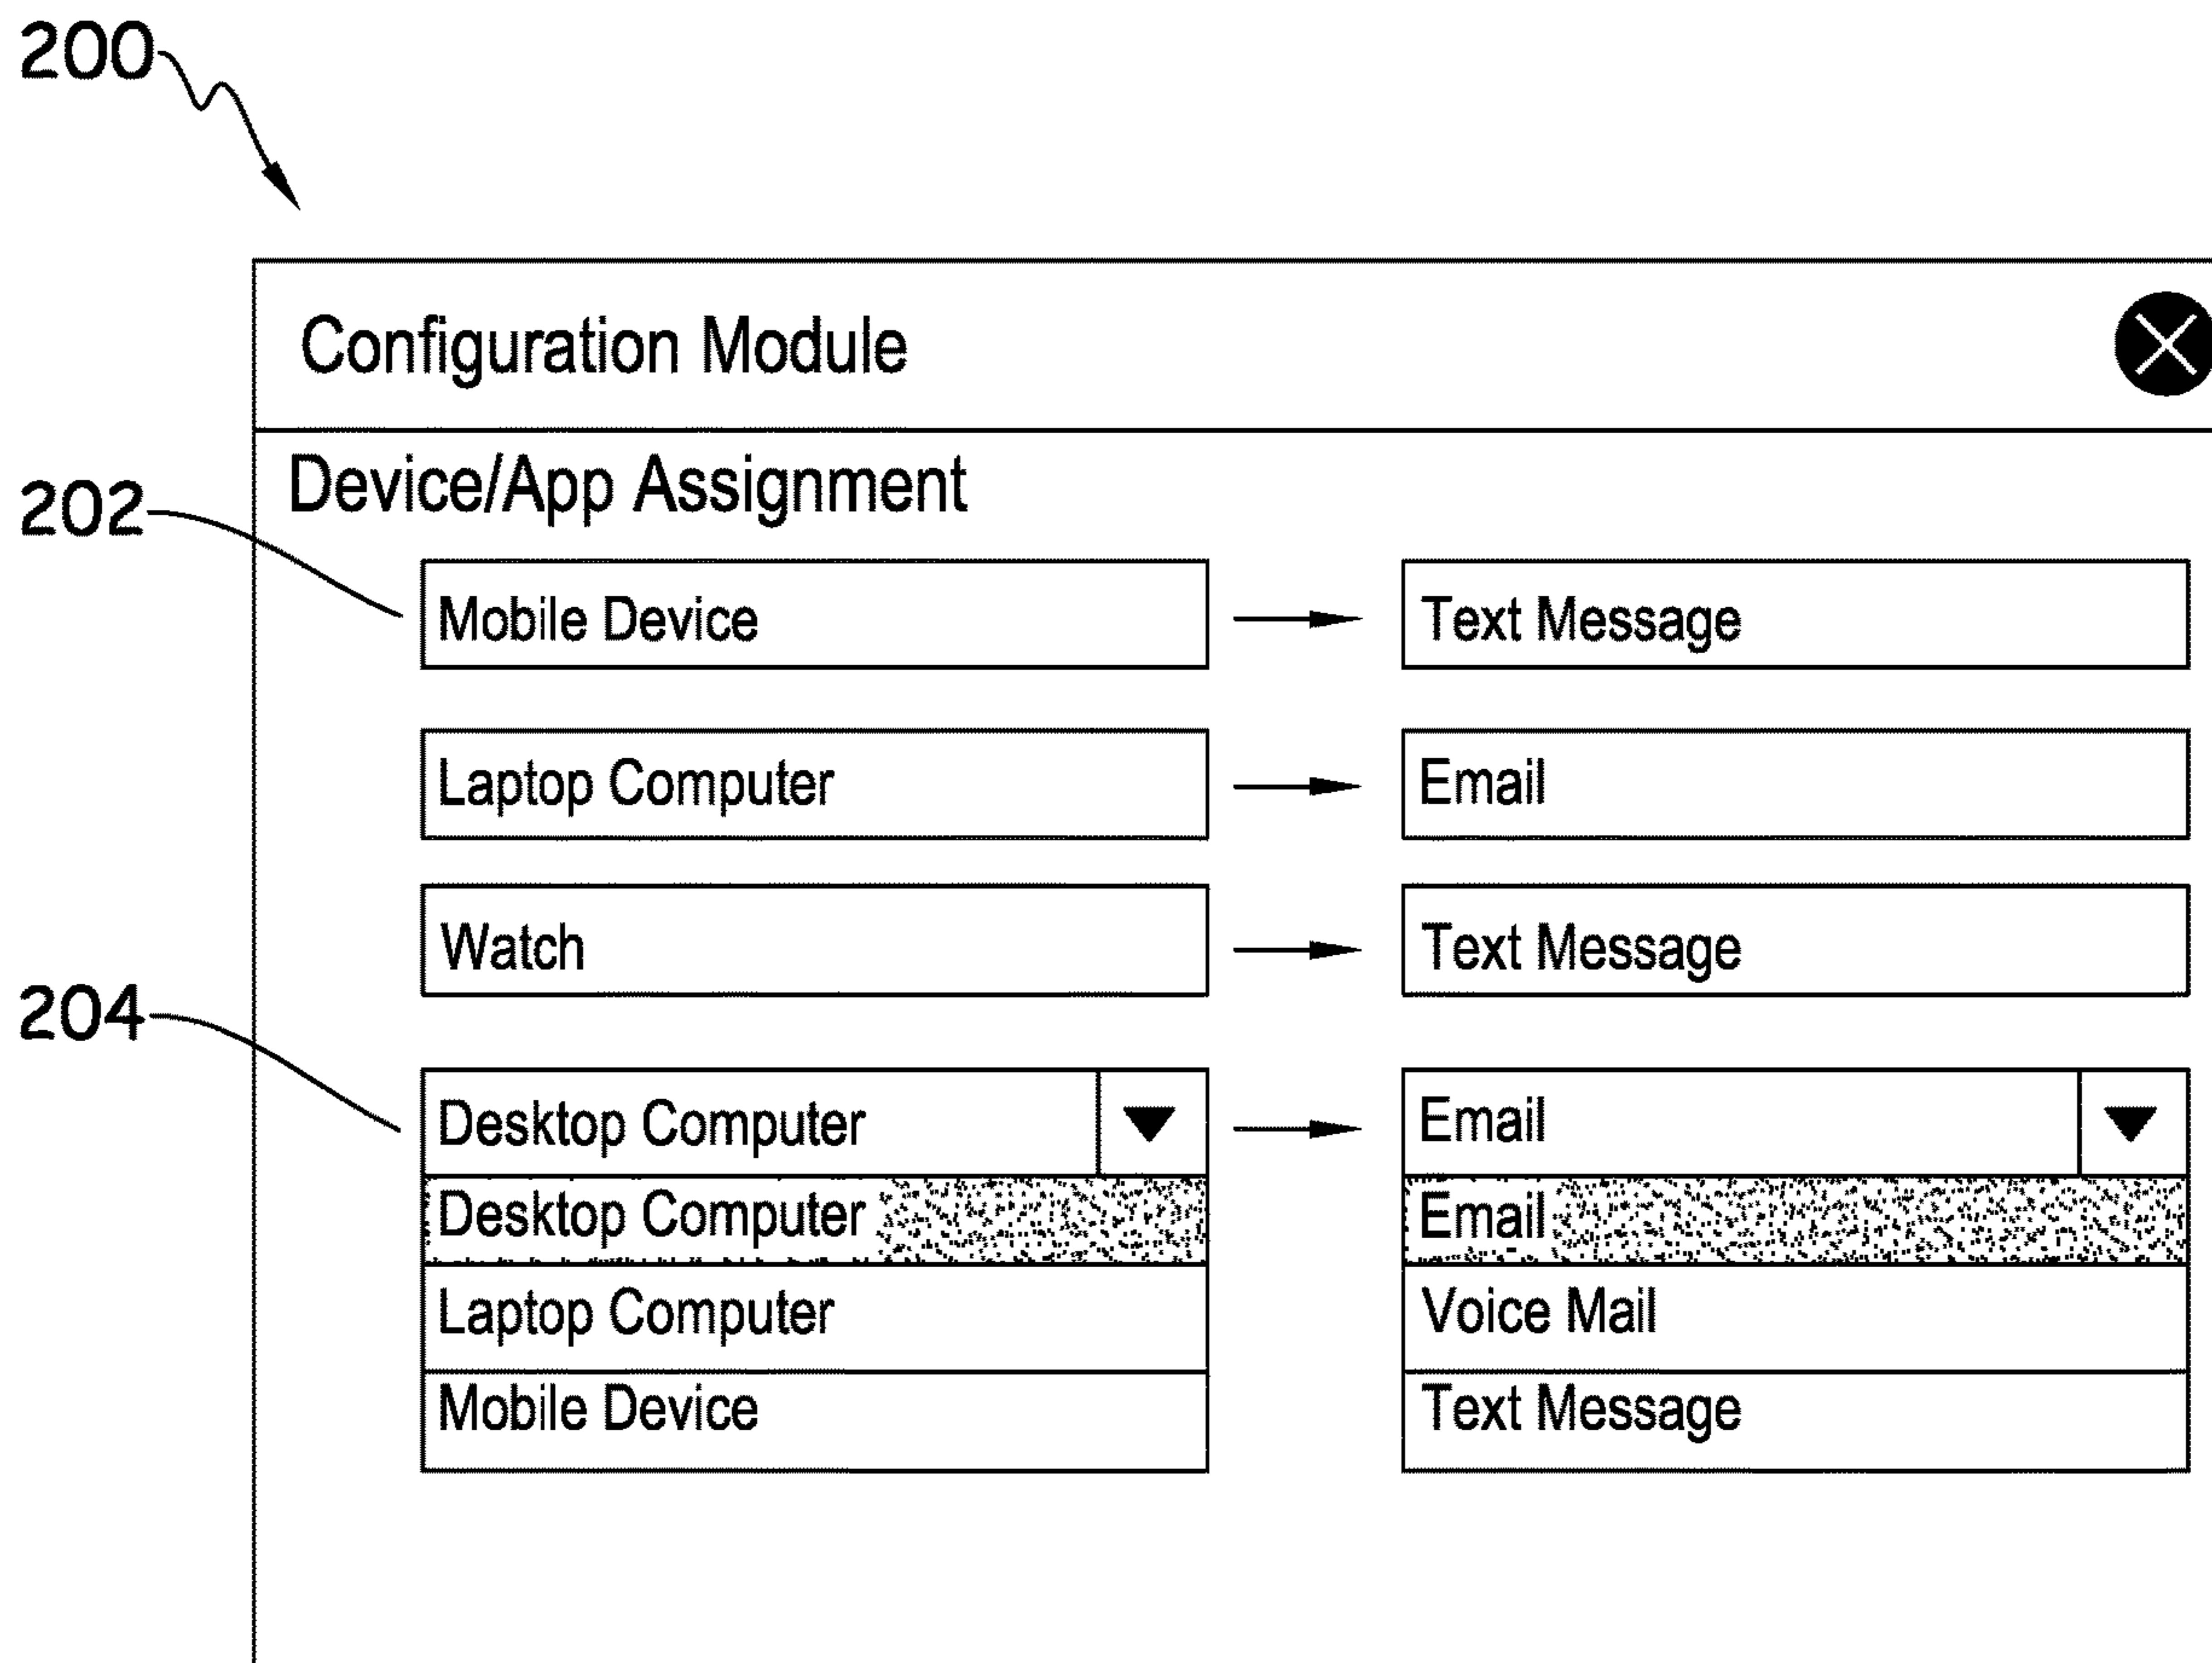 200
Configuration Module
202
Device/App Assignment
Mobile Device Text Message
Laptop Computer Email
Watch Text Message
204
Desktop Computer Email
Desktop Computer Email
Laptop Computer Voice Mail
Mobile Device Text Message